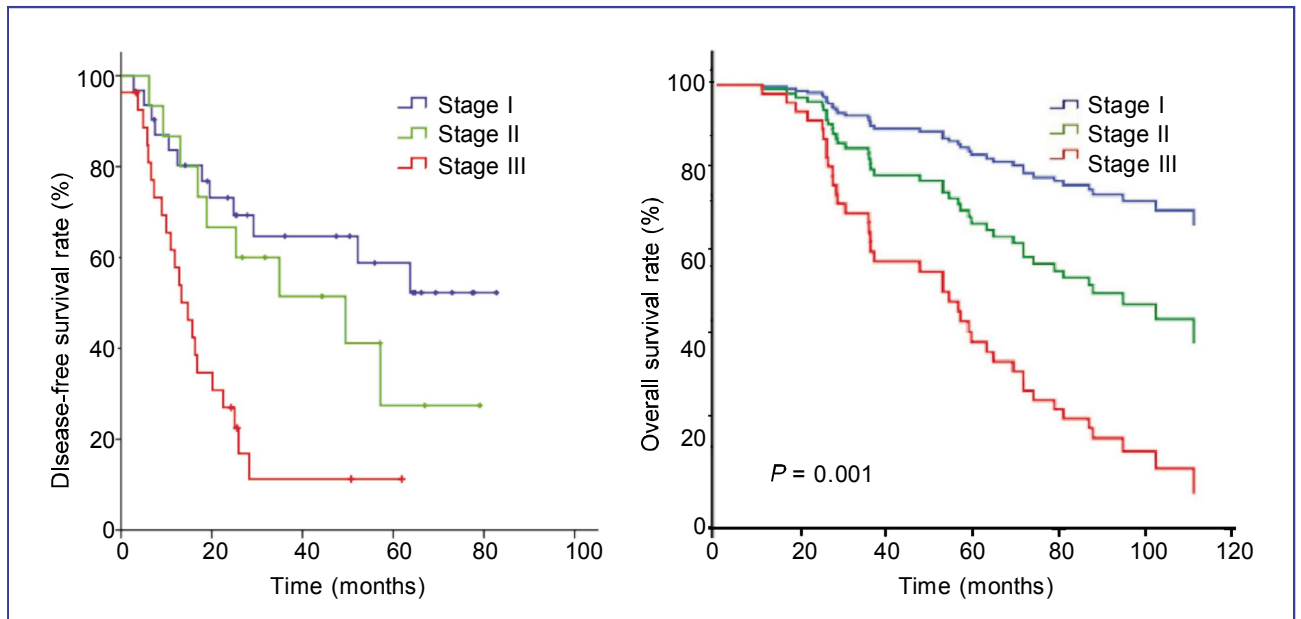 100
80
60
40
20
0
DIsease-free survival rate (%)
Stage I
Stage II
Stage III
0 20 40 60 80 100
Time (months)
100
80
60
40
20
0
Overall survival rate (%)
Stage I
Stage II
Stage III
P = 0.001
0 20 40 60 80 100 120
Time (months)